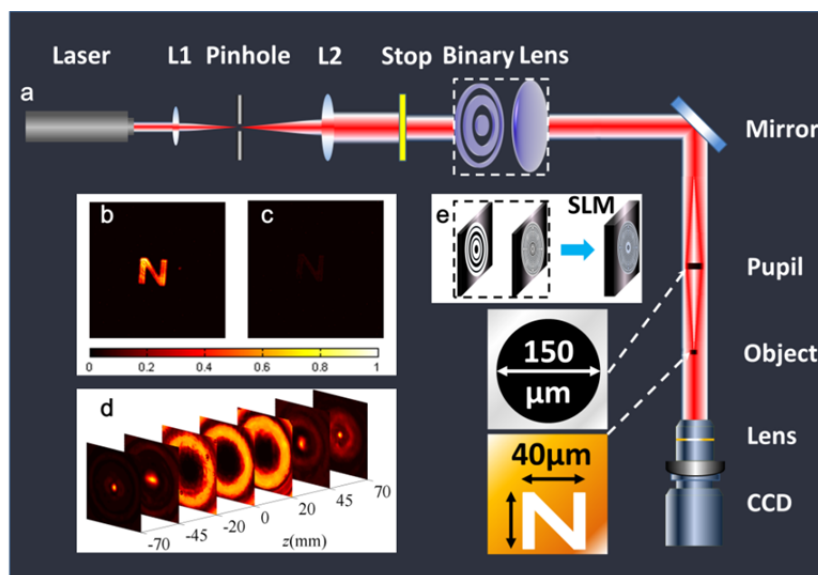 Laser L1 Pinhole L2 Stop Binary Lens
a
Mirror
b c
e SLM
Pupil
0 0.2 0.4 0.6 0.8 1
150
μm
Object
d
40μm
N
Lens
CCD
-70 -45 -20 0 20 45 70
z(mm)